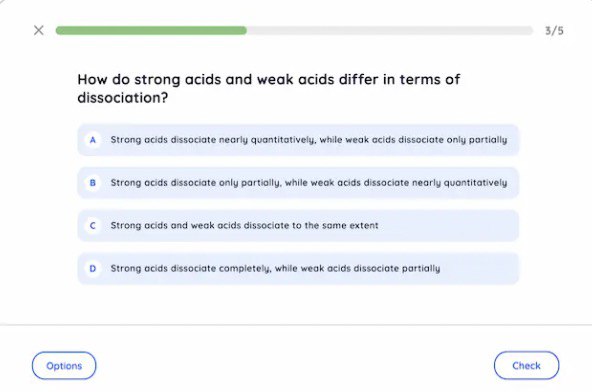 3/5
How do strong acids and weak acids differ in terms of
dissociation?
A Strong acids dissociate nearly quantitatively, while weak acids dissociate only partially
B Strong acids dissociate only partially, while weak acids dissociate nearly quantitatively
C Strong acids and weak acids dissociate to the same extent
D Strong acids dissociate completely, while weak acids dissociate partially
Options Check